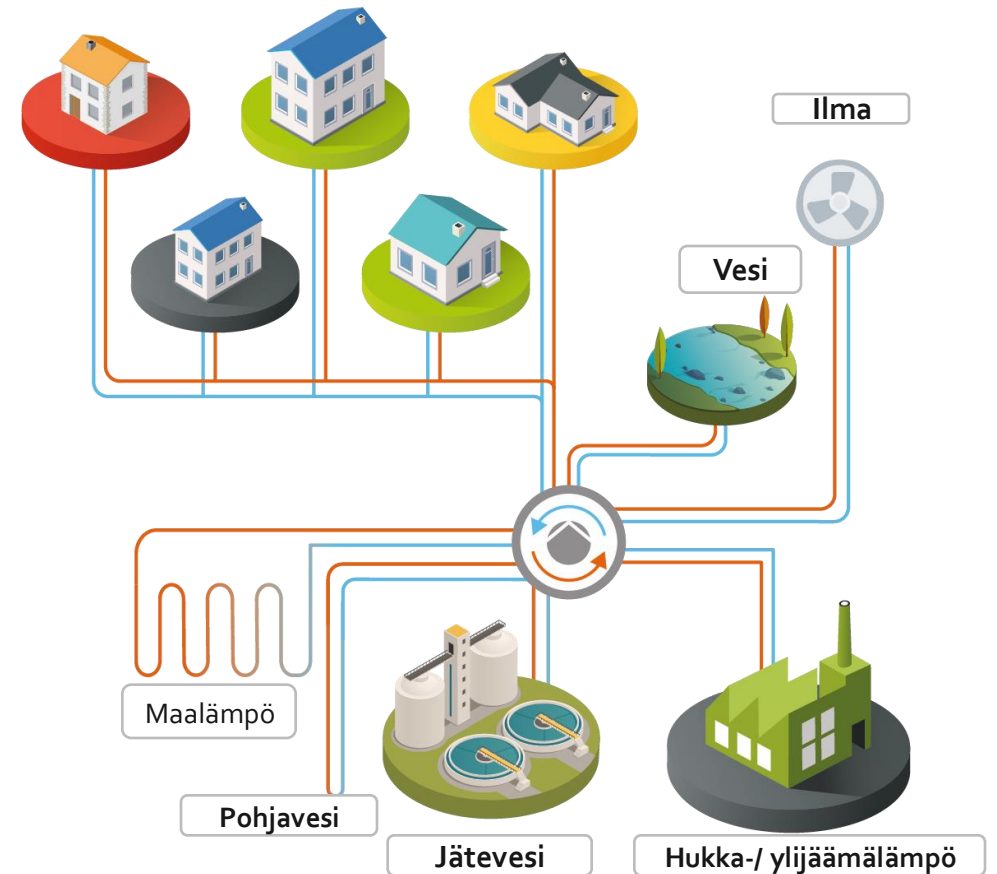 Ilma
Vesi
Maalämpö
Pohjavesi
Jätevesi
Hukka-/ ylijäämälämpö